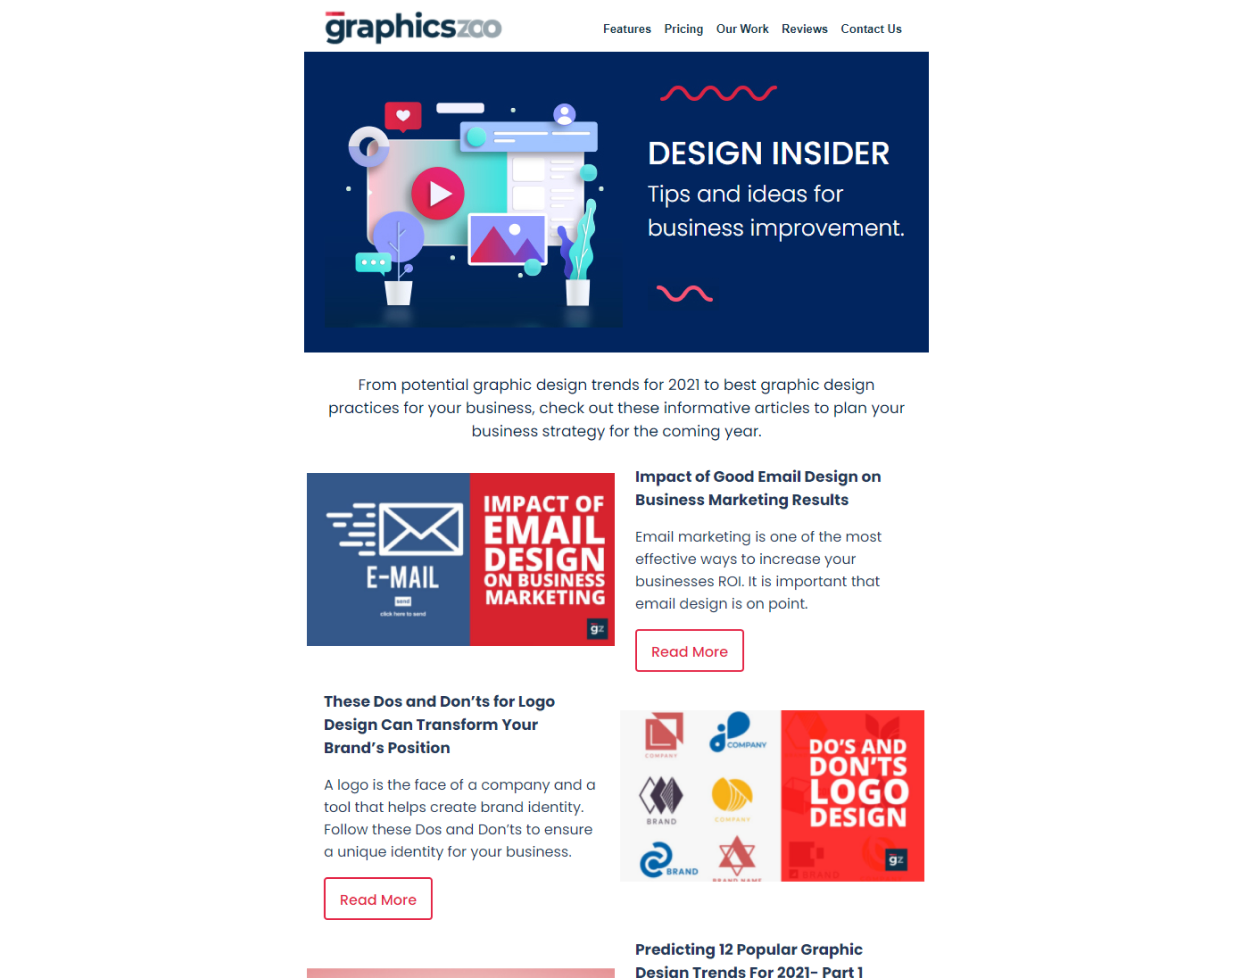 graphicszoo
Features Pricing Our Work Reviews Contact Us
DESIGN INSIDER
Tips and ideas for
business improvement.
From potential graphic design trends for 2021 to best graphic design
practices for your business, check out these informative articles to plan your
business strategy for the coming year.
E-MAIL
send
click here to send
IMPACT OF
EMAIL
DESIGN
ON BUSINESS
MARKETING
gz
Impact of Good Email Design on
Business Marketing Results
Email marketing is one of the most
effective ways to increase your
businesses ROI. It is important that
email design is on point.
Read More
These Dos and Don’ts for Logo
Design Can Transform Your
Brand’s Position
A logo is the face of a company and a
tool that helps create brand identity.
Follow these Dos and Don’ts to ensure
a unique identity for your business.
Read More
COMPANY
COMPANY
BRAND
COMPANY
BRAND
BRAND NAME
DO'S AND
DON'TS
LOGO
DESIGN
BRAND
gz
Predicting 12 Popular Graphic
Design Trends For 2021- Part 1